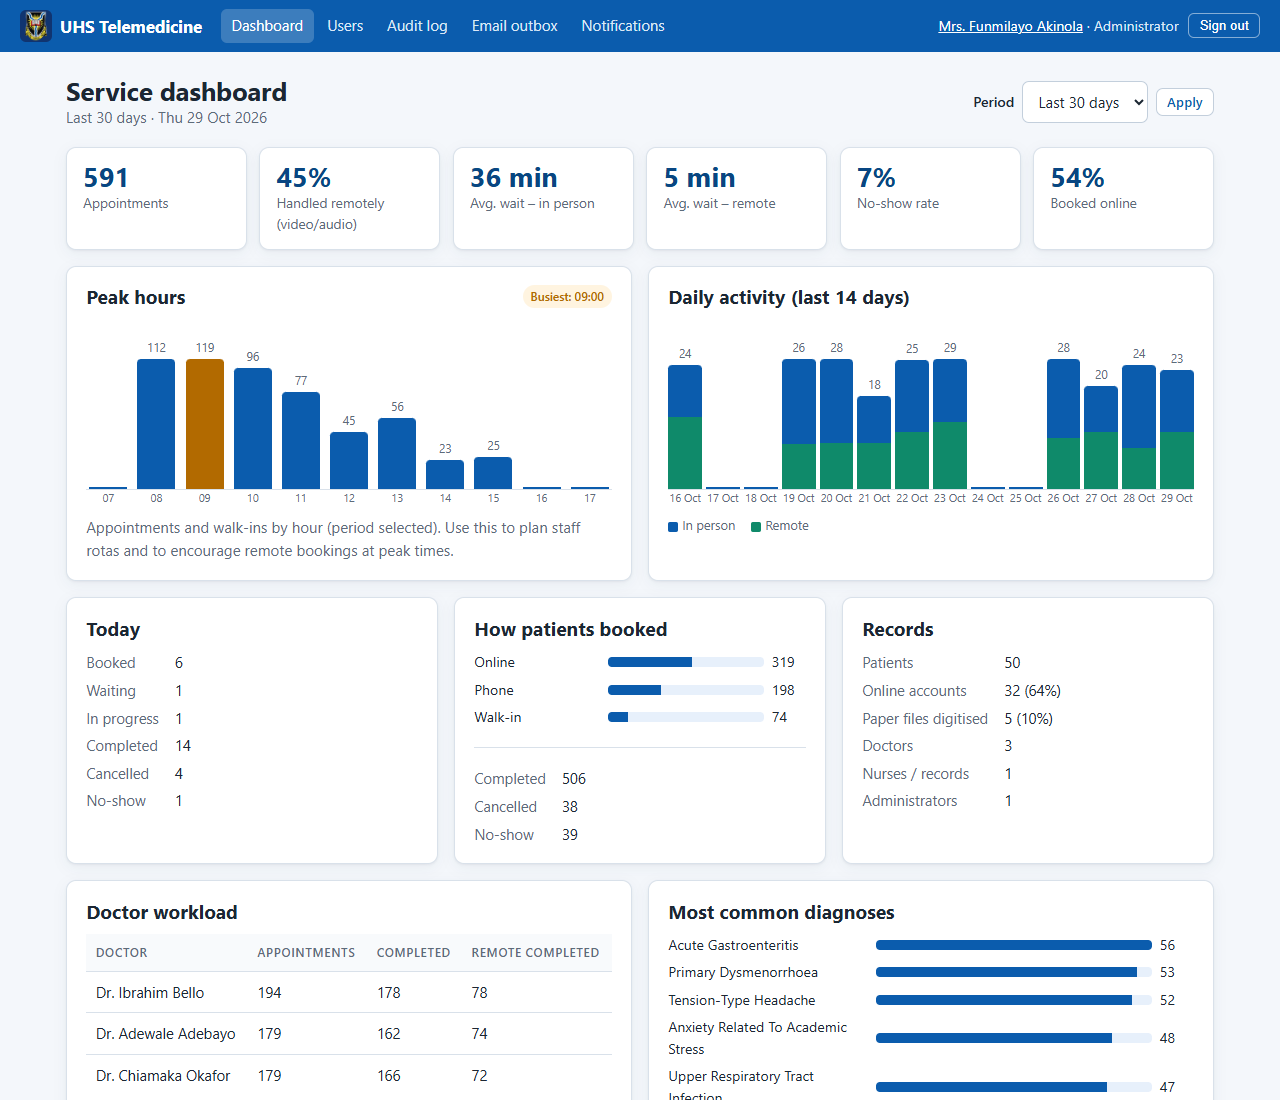 UHS Telemedicine Dashboard Users Audit log Email outbox Notifications Mrs. Funmilayo Akinola · Administrator Sign out
Service dashboard
Last 30 days · Thu 29 Oct 2026
Period Last 30 days Apply
591
Appointments
45%
Handled remotely
(video/audio)
36 min
Avg. wait – in person
5 min
Avg. wait – remote
7%
No-show rate
54%
Booked online
Peak hours
Busiest: 09:00
112 119 96 77 45 56 23 25
07 08 09 10 11 12 13 14 15 16 17
Appointments and walk-ins by hour (period selected). Use this to plan staff
rotas and to encourage remote bookings at peak times.
Daily activity (last 14 days)
24 26 28 18 25 29 28 20 24 23
16 Oct 17 Oct 18 Oct 19 Oct 20 Oct 21 Oct 22 Oct 23 Oct 24 Oct 25 Oct 26 Oct 27 Oct 28 Oct 29 Oct
In person Remote
Today
Booked 6
Waiting 1
In progress 1
Completed 14
Cancelled 4
No-show 1
How patients booked
Online 319
Phone 198
Walk-in 74
Completed 506
Cancelled 38
No-show 39
Records
Patients 50
Online accounts 32 (64%)
Paper files digitised 5 (10%)
Doctors 3
Nurses / records 1
Administrators 1
Doctor workload
DOCTOR APPOINTMENTS COMPLETED REMOTE COMPLETED
Dr. Ibrahim Bello 194 178 78
Dr. Adewale Adebayo 179 162 74
Dr. Chiamaka Okafor 179 166 72
Most common diagnoses
Acute Gastroenteritis 56
Primary Dysmenorrhoea 53
Tension-Type Headache 52
Anxiety Related To Academic
Stress 48
Upper Respiratory Tract
Infection 47